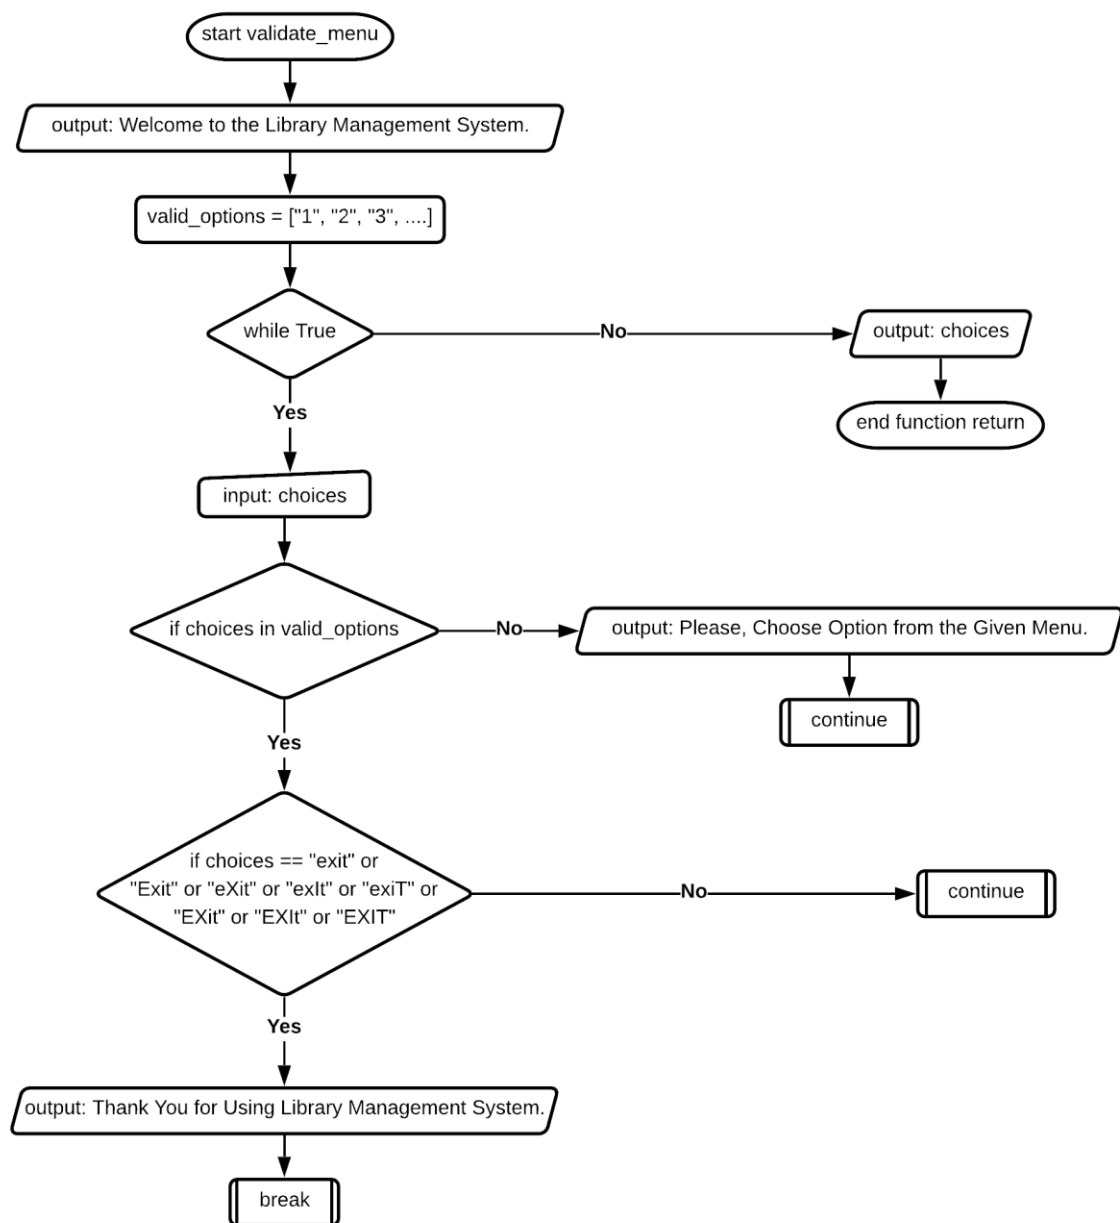 start validate_menu
output: Welcome to the Library Management System.
valid_options = ["1", "2", "3", ....]
while True
No
output: choices
end function return
Yes
input: choices
if choices in valid_options
No
output: Please, Choose Option from the Given Menu.
continue
Yes
if choices == "exit" or
"Exit" or "eXit" or "exIt" or "exiT" or
"EXit" or "EXIt" or "EXIT"
No
continue
Yes
output: Thank You for Using Library Management System.
break